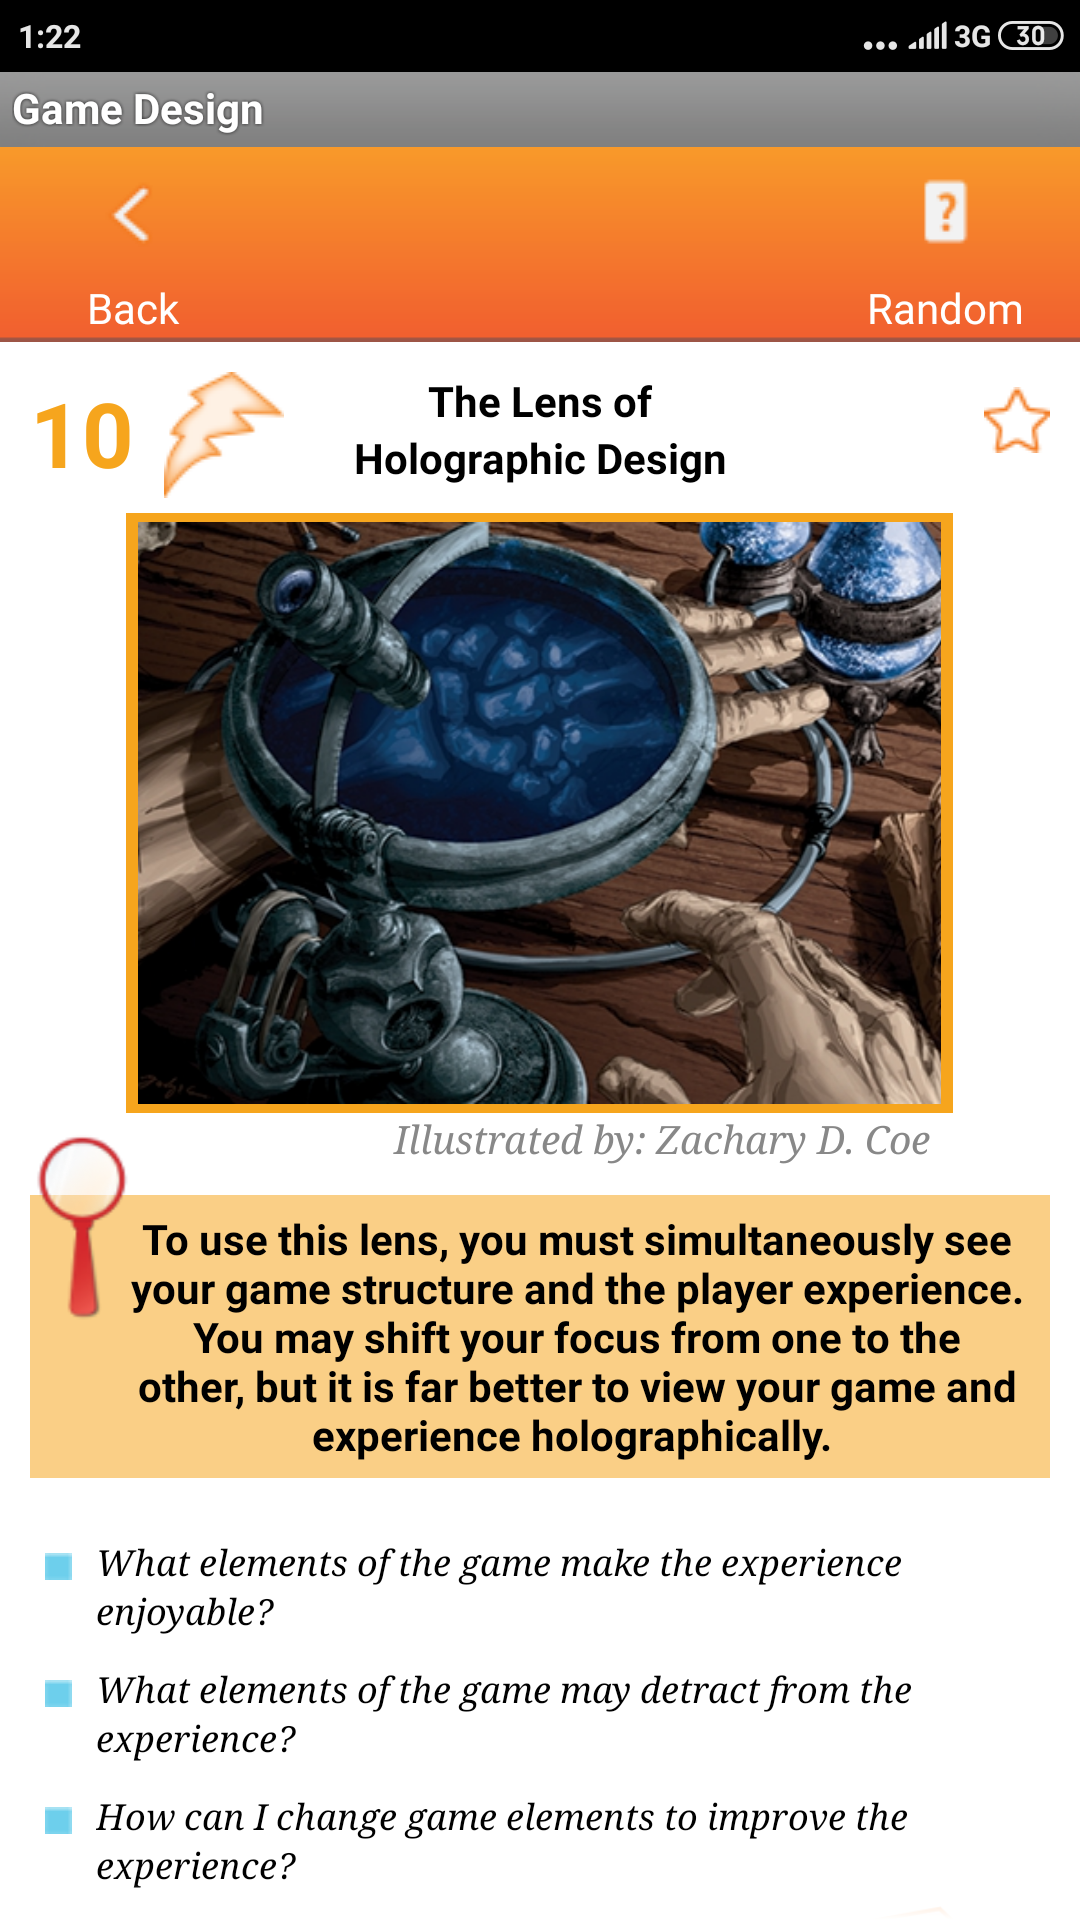 1:22
3G 30
Game Design
?
Back
Random
10
The Lens of
Holographic Design
Illustrated by: Zachary D. Coe
To use this lens, you must simultaneously see
your game structure and the player experience.
You may shift your focus from one to the
other, but it is far better to view your game and
experience holographically.
What elements of the game make the experience
enjoyable?
What elements of the game may detract from the
experience?
How can I change game elements to improve the
experience?